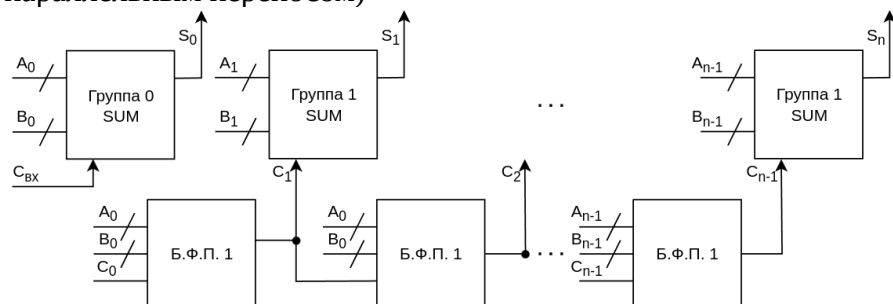 параллельным переносом)
S0
S1
Sn
A0
Группа 0
SUM
B0
Cвх
A1
Группа 1
SUM
B1
C1
. . .
C2
An-1
Группа 1
SUM
Bn-1
Cn-1
A0
B0
C0
Б.Ф.П. 1
A0
B0
Б.Ф.П. 1
. . .
An-1
Bn-1
Cn-1
Б.Ф.П. 1